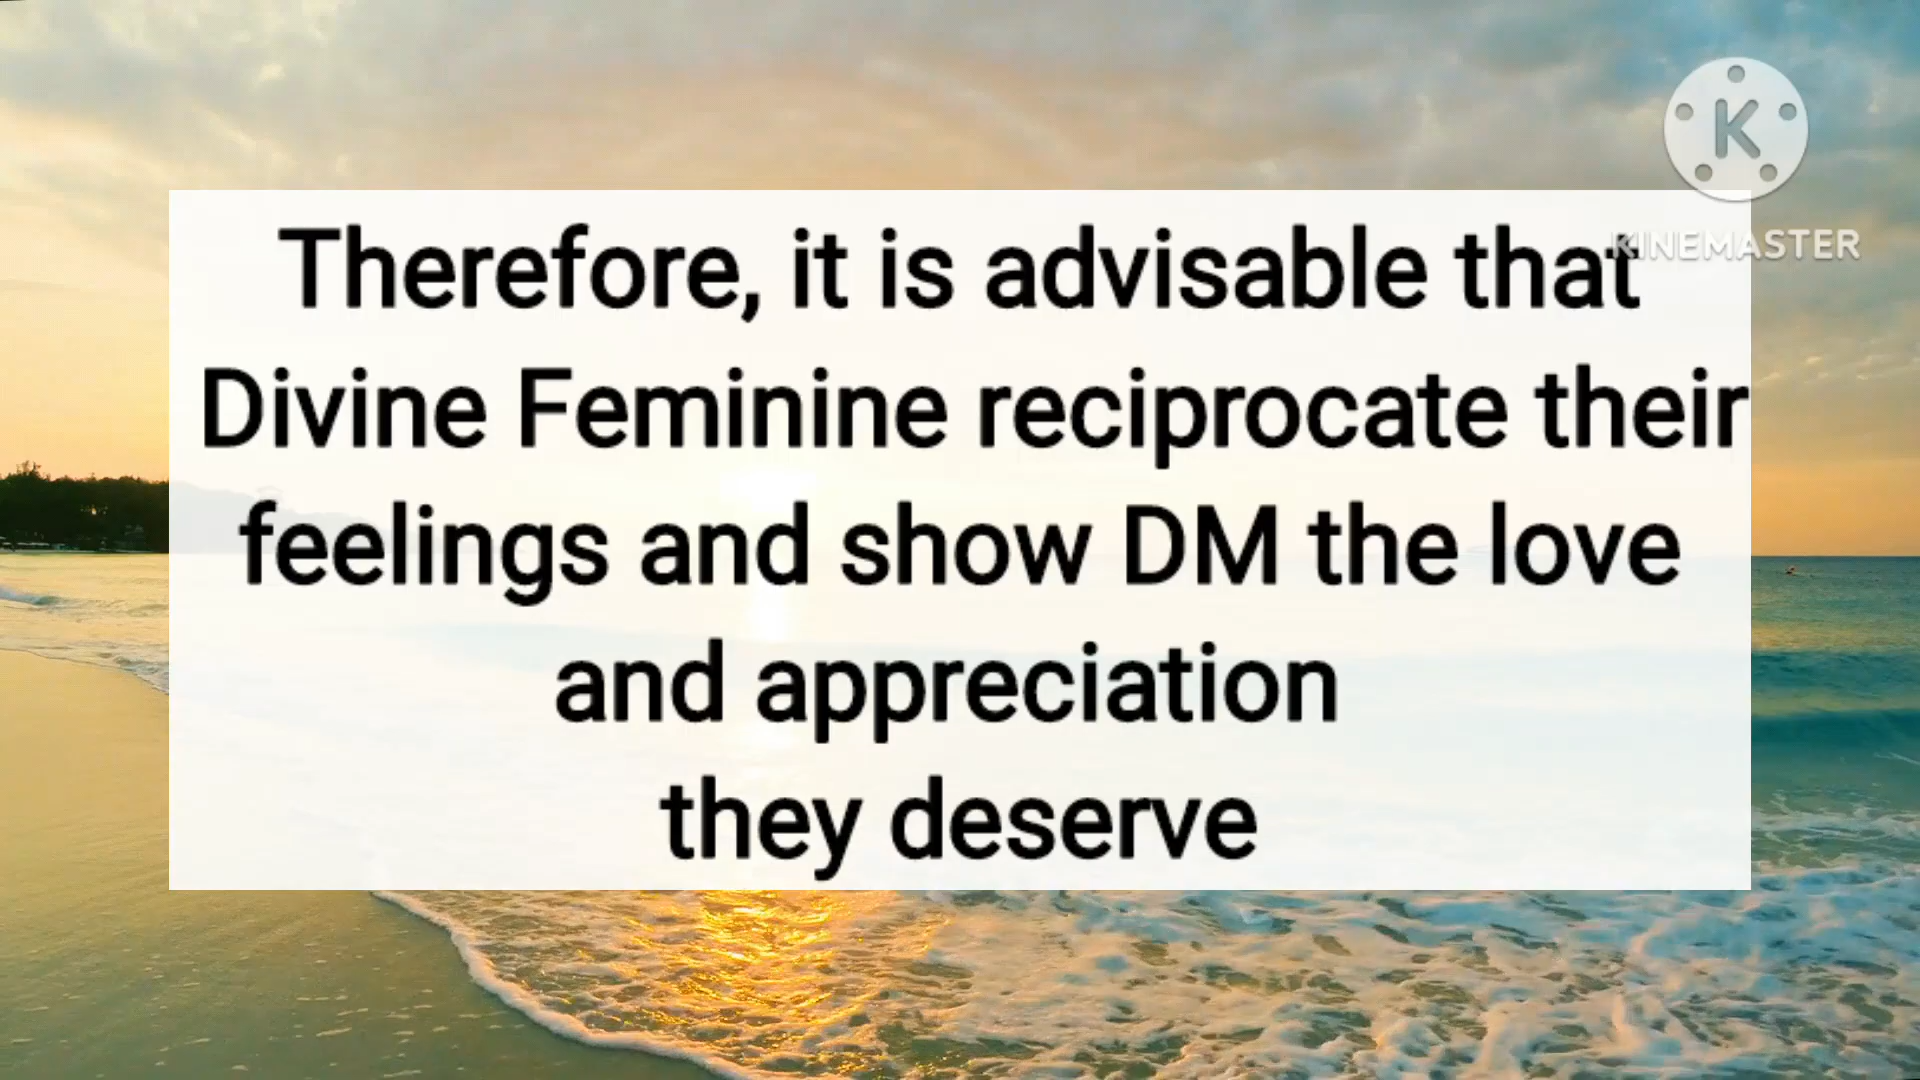 K
KINEMASTER
Therefore, it is advisable that
Divine Feminine reciprocate their
feelings and show DM the love
and appreciation
they deserve